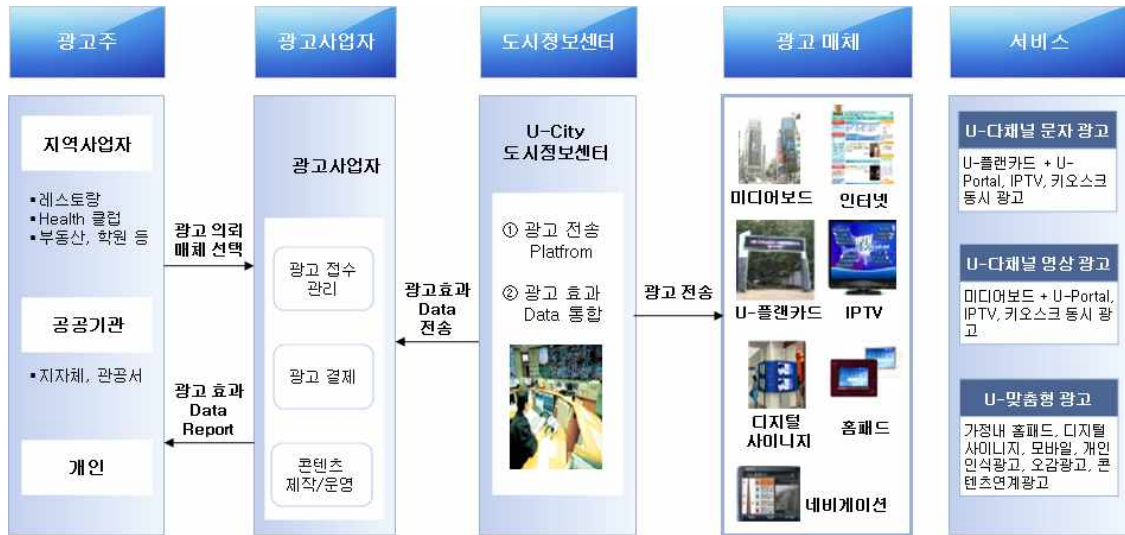 광고주
광고사업자
도시정보센터
광고 매체
서비스
지역사업자
▪레스토랑
▪Health 클럽
▪부동산, 학원 등
공공기관
▪지자체, 관공서
개인
광고 의뢰
매체 선택
광고 효과
Data
Report
광고사업자
광고 접수
관리
광고 결제
콘텐츠
제작/운영
광고효과
Data
전송
U-City
도시정보센터
① 광고 전송
Platfrom
② 광고 효과
Data 통합
광고 전송
미디어보드
인터넷
U-플랜카드
IPTV
디지털
사이니지
홈패드
네비게이션
U-다채널 문자 광고
U-플랜카드 + U-
Portal, IPTV, 키오스크
동시 광고
U-다채널 영상 광고
미디어보드 + U-Portal,
IPTV, 키오스크 동시 광
고
U-맞춤형 광고
가정내 홈패드, 디지털
사이니지, 모바일, 개인
인식광고, 오감광고, 콘
텐츠연계광고